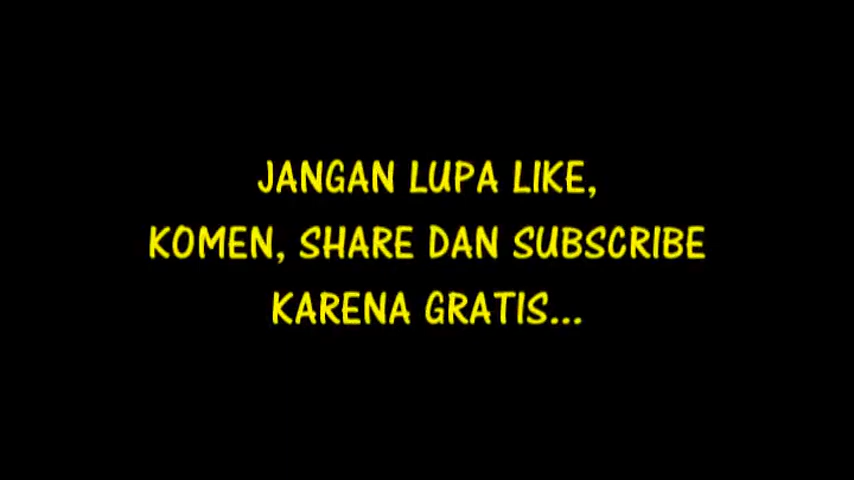 JANGAN LUPA LIKE,
KOMEN, SHARE DAN SUBSCRIBE
KARENA GRATIS...